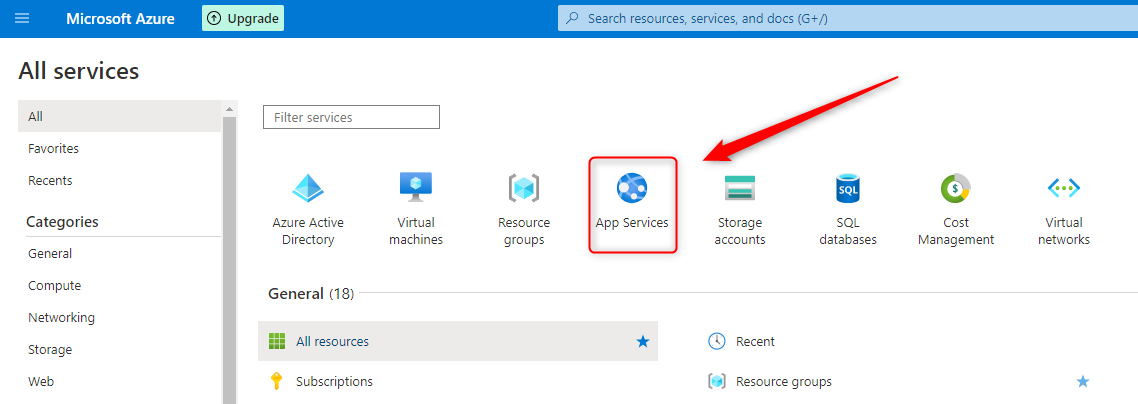 Microsoft Azure
Upgrade
Search resources, services, and docs (G+/)
All services
All
Favorites
Recents
Categories
General
Compute
Networking
Storage
Web
Filter services
Azure Active
Directory
Virtual
machines
Resource
groups
App Services
Storage
accounts
SQL
SQL
databases
$
Cost
Management
Virtual
networks
General (18)
All resources
Recent
Subscriptions
Resource groups